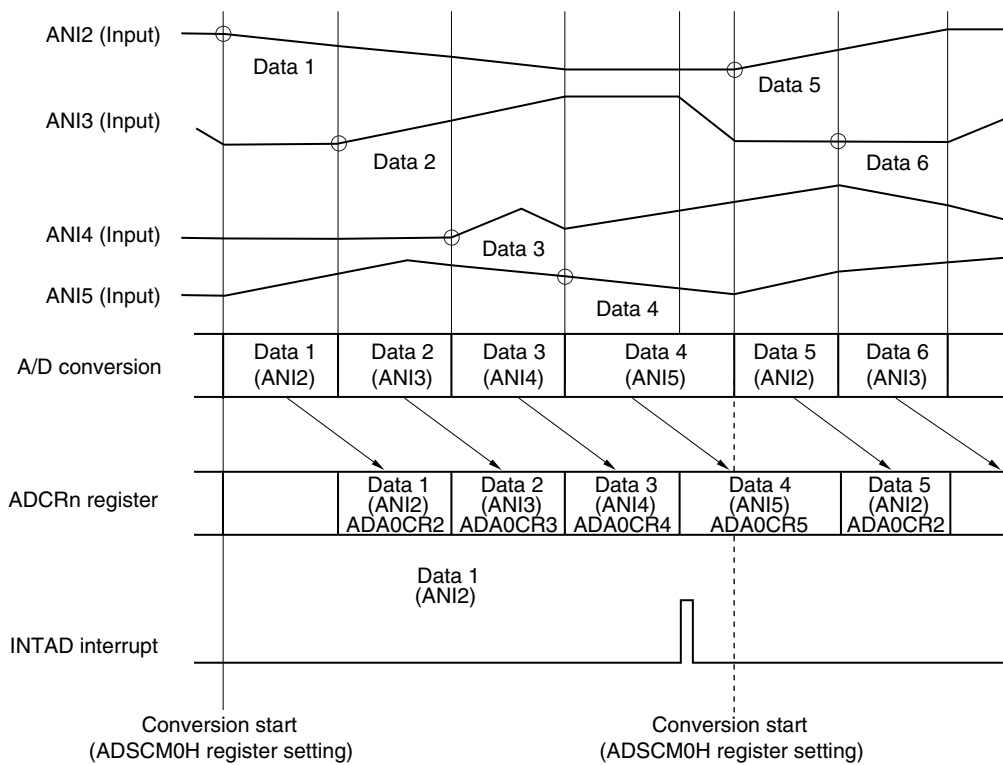 ANI2 (Input)
Data 1
Data 5
ANI3 (Input)
Data 2
Data 6
ANI4 (Input)
Data 3
ANI5 (Input)
Data 4
A/D conversion
Data 1
(ANI2)
Data 2
(ANI3)
Data 3
(ANI4)
Data 4
(ANI5)
Data 5
(ANI2)
Data 6
(ANI3)
ADCRn register
Data 1
(ANI2)
ADA0CR2
Data 2
(ANI3)
ADA0CR3
Data 3
(ANI4)
ADA0CR4
Data 4
(ANI5)
ADA0CR5
Data 5
(ANI2)
ADA0CR2
Data 1
(ANI2)
INTAD interrupt
Conversion start
(ADSCM0H register setting)
Conversion start
(ADSCM0H register setting)